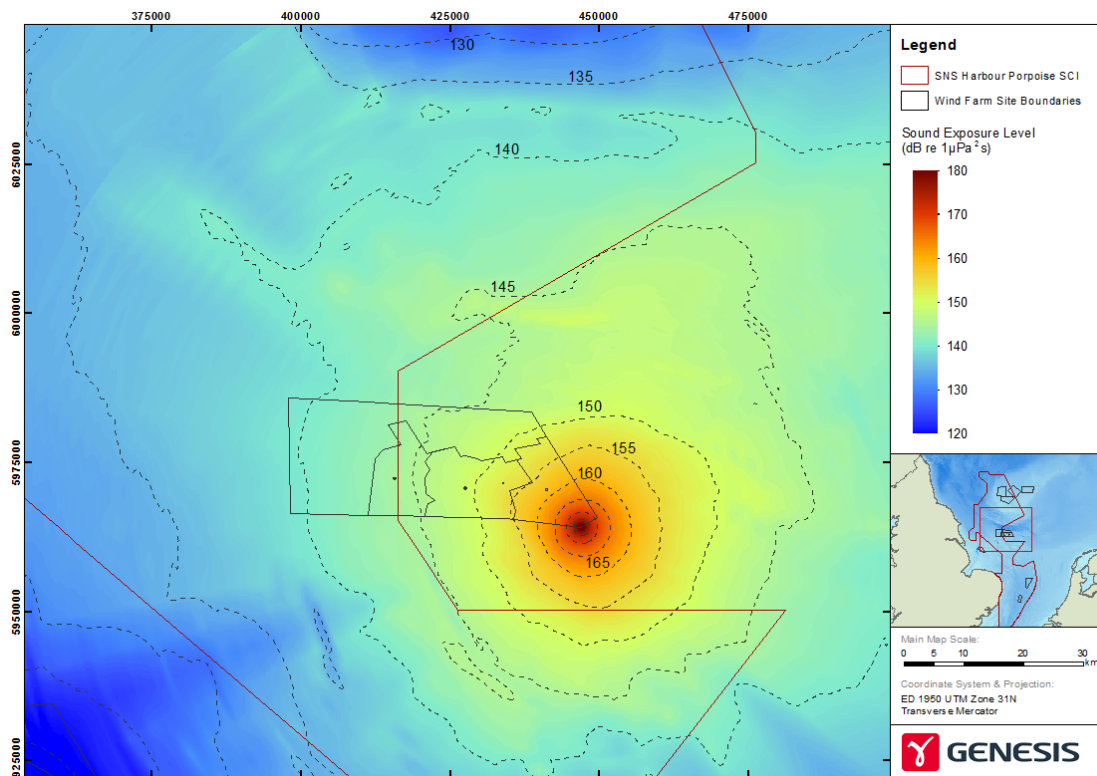 375000
400000
425000
450000
475000
6025000
6000000
5975000
5950000
5925000
130
135
140
145
150
155
160
165
Legend
SNS Harbour Porpoise SCI
Wind Farm Site Boundaries
Sound Exposure Level
(dB re 1µPa²s)
180
170
160
150
140
130
120
Main Map Scale:
0 5 10 20 30
km
Coordinate System & Projection:
ED 1950 UTM Zone 31N
Transverse Mercator
GENESIS